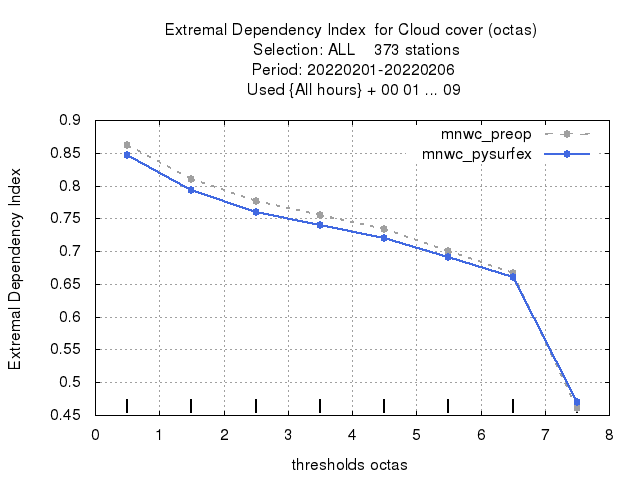 Extremal Dependency Index  for Cloud cover (octas)
Selection: ALL    373 stations
Period: 20220201-20220206
Used {All hours} + 00 01 ... 09
mnwc_preop
mnwc_pysurfex
Extremal Dependency Index
0.9
0.85
0.8
0.75
0.7
0.65
0.6
0.55
0.5
0.45
0 1 2 3 4 5 6 7 8
thresholds octas